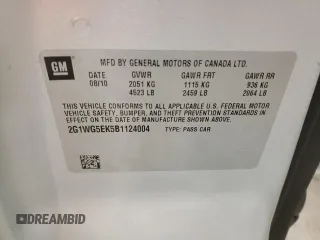 GM
MFD BY GENERAL MOTORS OF CANADA LTD.
DATE GVWR GAWR FRT GAWR RR
08/10 2051 KG 1115 KG 936 KG
4523 LB 2459 LB 2064 LB
THIS VEHICLE CONFORMS TO ALL APPLICABLE U.S. FEDERAL MOTOR
VEHICLE SAFETY, BUMPER, AND THEFT PREVENTION STANDARDS
IN EFFECT ON THE DATE OF MANUFACTURE SHOWN ABOVE.
2G1WG5EK5B1124004 TYPE: PASS CAR
DREAMBID